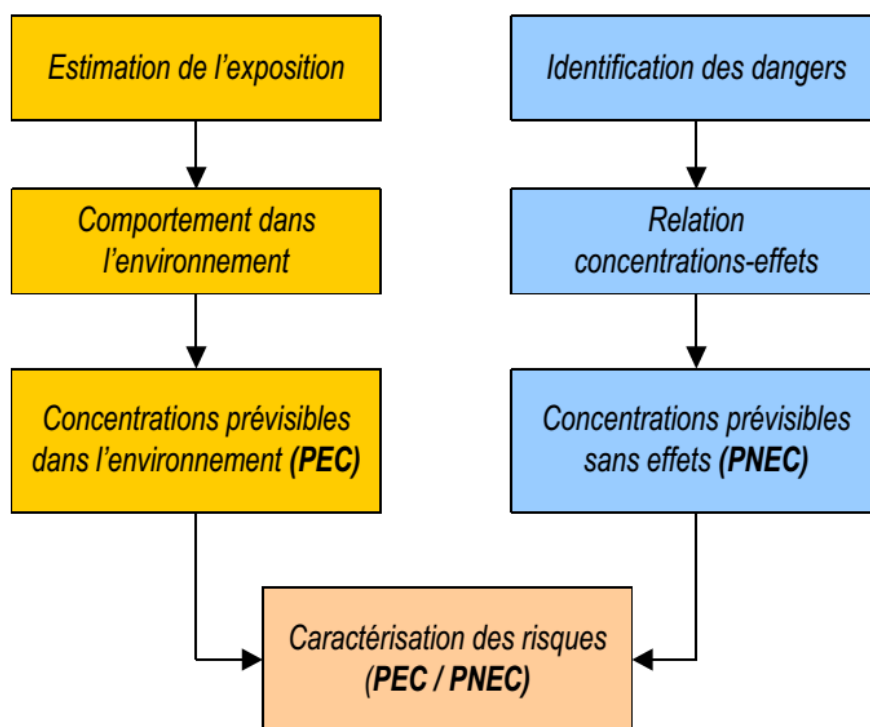 Estimation de l’exposition
Identification des dangers
Comportement dans
l’environnement
Relation
concentrations-effets
Concentrations prévisibles
dans l’environnement (PEC)
Concentrations prévisibles
sans effets (PNEC)
Caractérisation des risques
(PEC / PNEC)